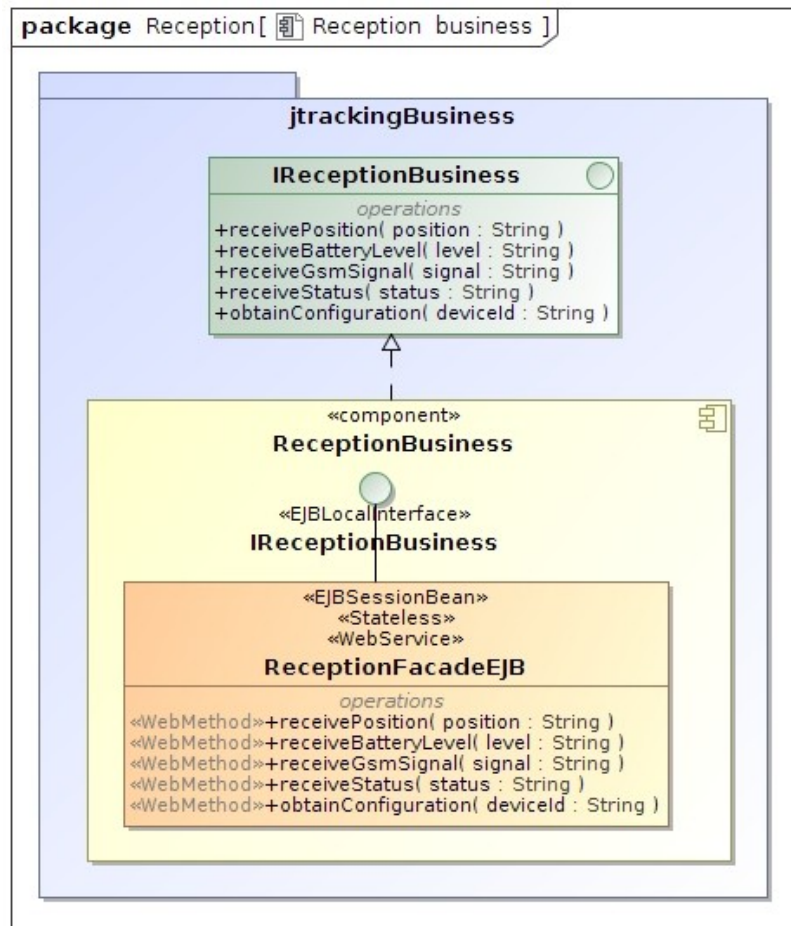 package Reception[ Reception business ]
jtrackingBusiness
IReceptionBusiness
operations
+receivePosition( position : String )
+receiveBatteryLevel( level : String )
+receiveGsmSignal( signal : String )
+receiveStatus( status : String )
+obtainConfiguration( deviceId : String )
«component»
ReceptionBusiness
«EJBLocalInterface»
IReceptionBusiness
«EJBSessionBean»
«Stateless»
«WebService»
ReceptionFacadeEJB
operations
«WebMethod»+receivePosition( position : String )
«WebMethod»+receiveBatteryLevel( level : String )
«WebMethod»+receiveGsmSignal( signal : String )
«WebMethod»+receiveStatus( status : String )
«WebMethod»+obtainConfiguration( deviceId : String )